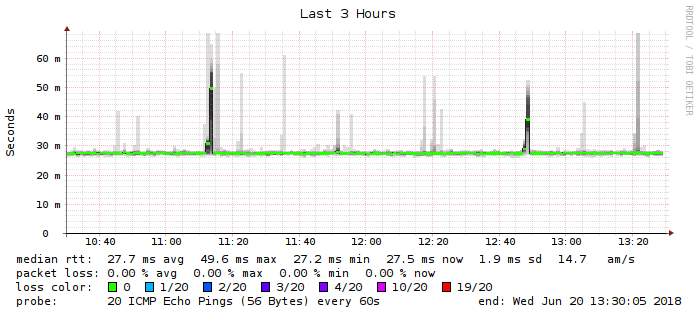 Last 3 Hours
RRDTOOL / TOBI OETIKER
Seconds
60 m
50 m
40 m
30 m
20 m
10 m
0
10:40 11:00 11:20 11:40 12:00 12:20 12:40 13:00 13:20
median rtt: 27.7 ms avg 49.6 ms max 27.2 ms min 27.5 ms now 1.9 ms sd 14.7 am/s
packet loss: 0.00 % avg 0.00 % max 0.00 % min 0.00 % now
loss color: 0 1/20 2/20 3/20 4/20 10/20 19/20
probe: 20 ICMP Echo Pings (56 Bytes) every 60s end: Wed Jun 20 13:30:05 2018